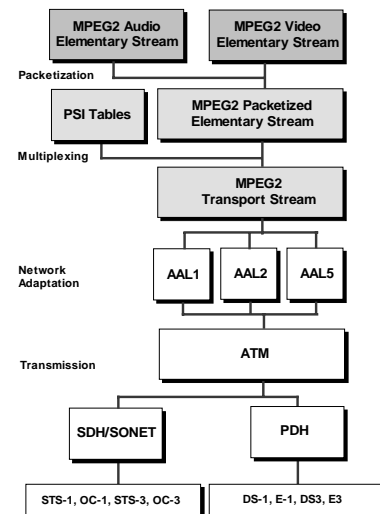 MPEG2 Audio
Elementary Stream
MPEG2 Video
Elementary Stream
Packetization
PSI Tables
MPEG2 Packetized
Elementary Stream
Multiplexing
MPEG2
Transport Stream
Network
Adaptation
AAL1
AAL2
AAL5
ATM
Transmission
SDH/SONET
PDH
STS-1, OC-1, STS-3, OC-3
DS-1, E-1, DS3, E3